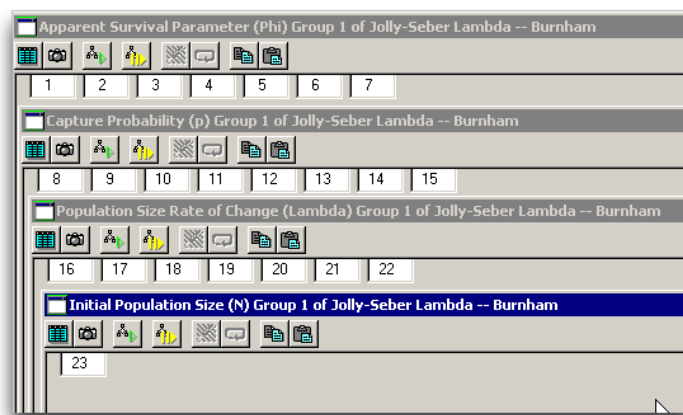 Apparent Survival Parameter (Phi) Group 1 of Jolly-Seber Lambda -- Burnham
1 2 3 4 5 6 7
Capture Probability (p) Group 1 of Jolly-Seber Lambda -- Burnham
8 9 10 11 12 13 14 15
Population Size Rate of Change (Lambda) Group 1 of Jolly-Seber Lambda -- Burnham
16 17 18 19 20 21 22
Initial Population Size (N) Group 1 of Jolly-Seber Lambda -- Burnham
23